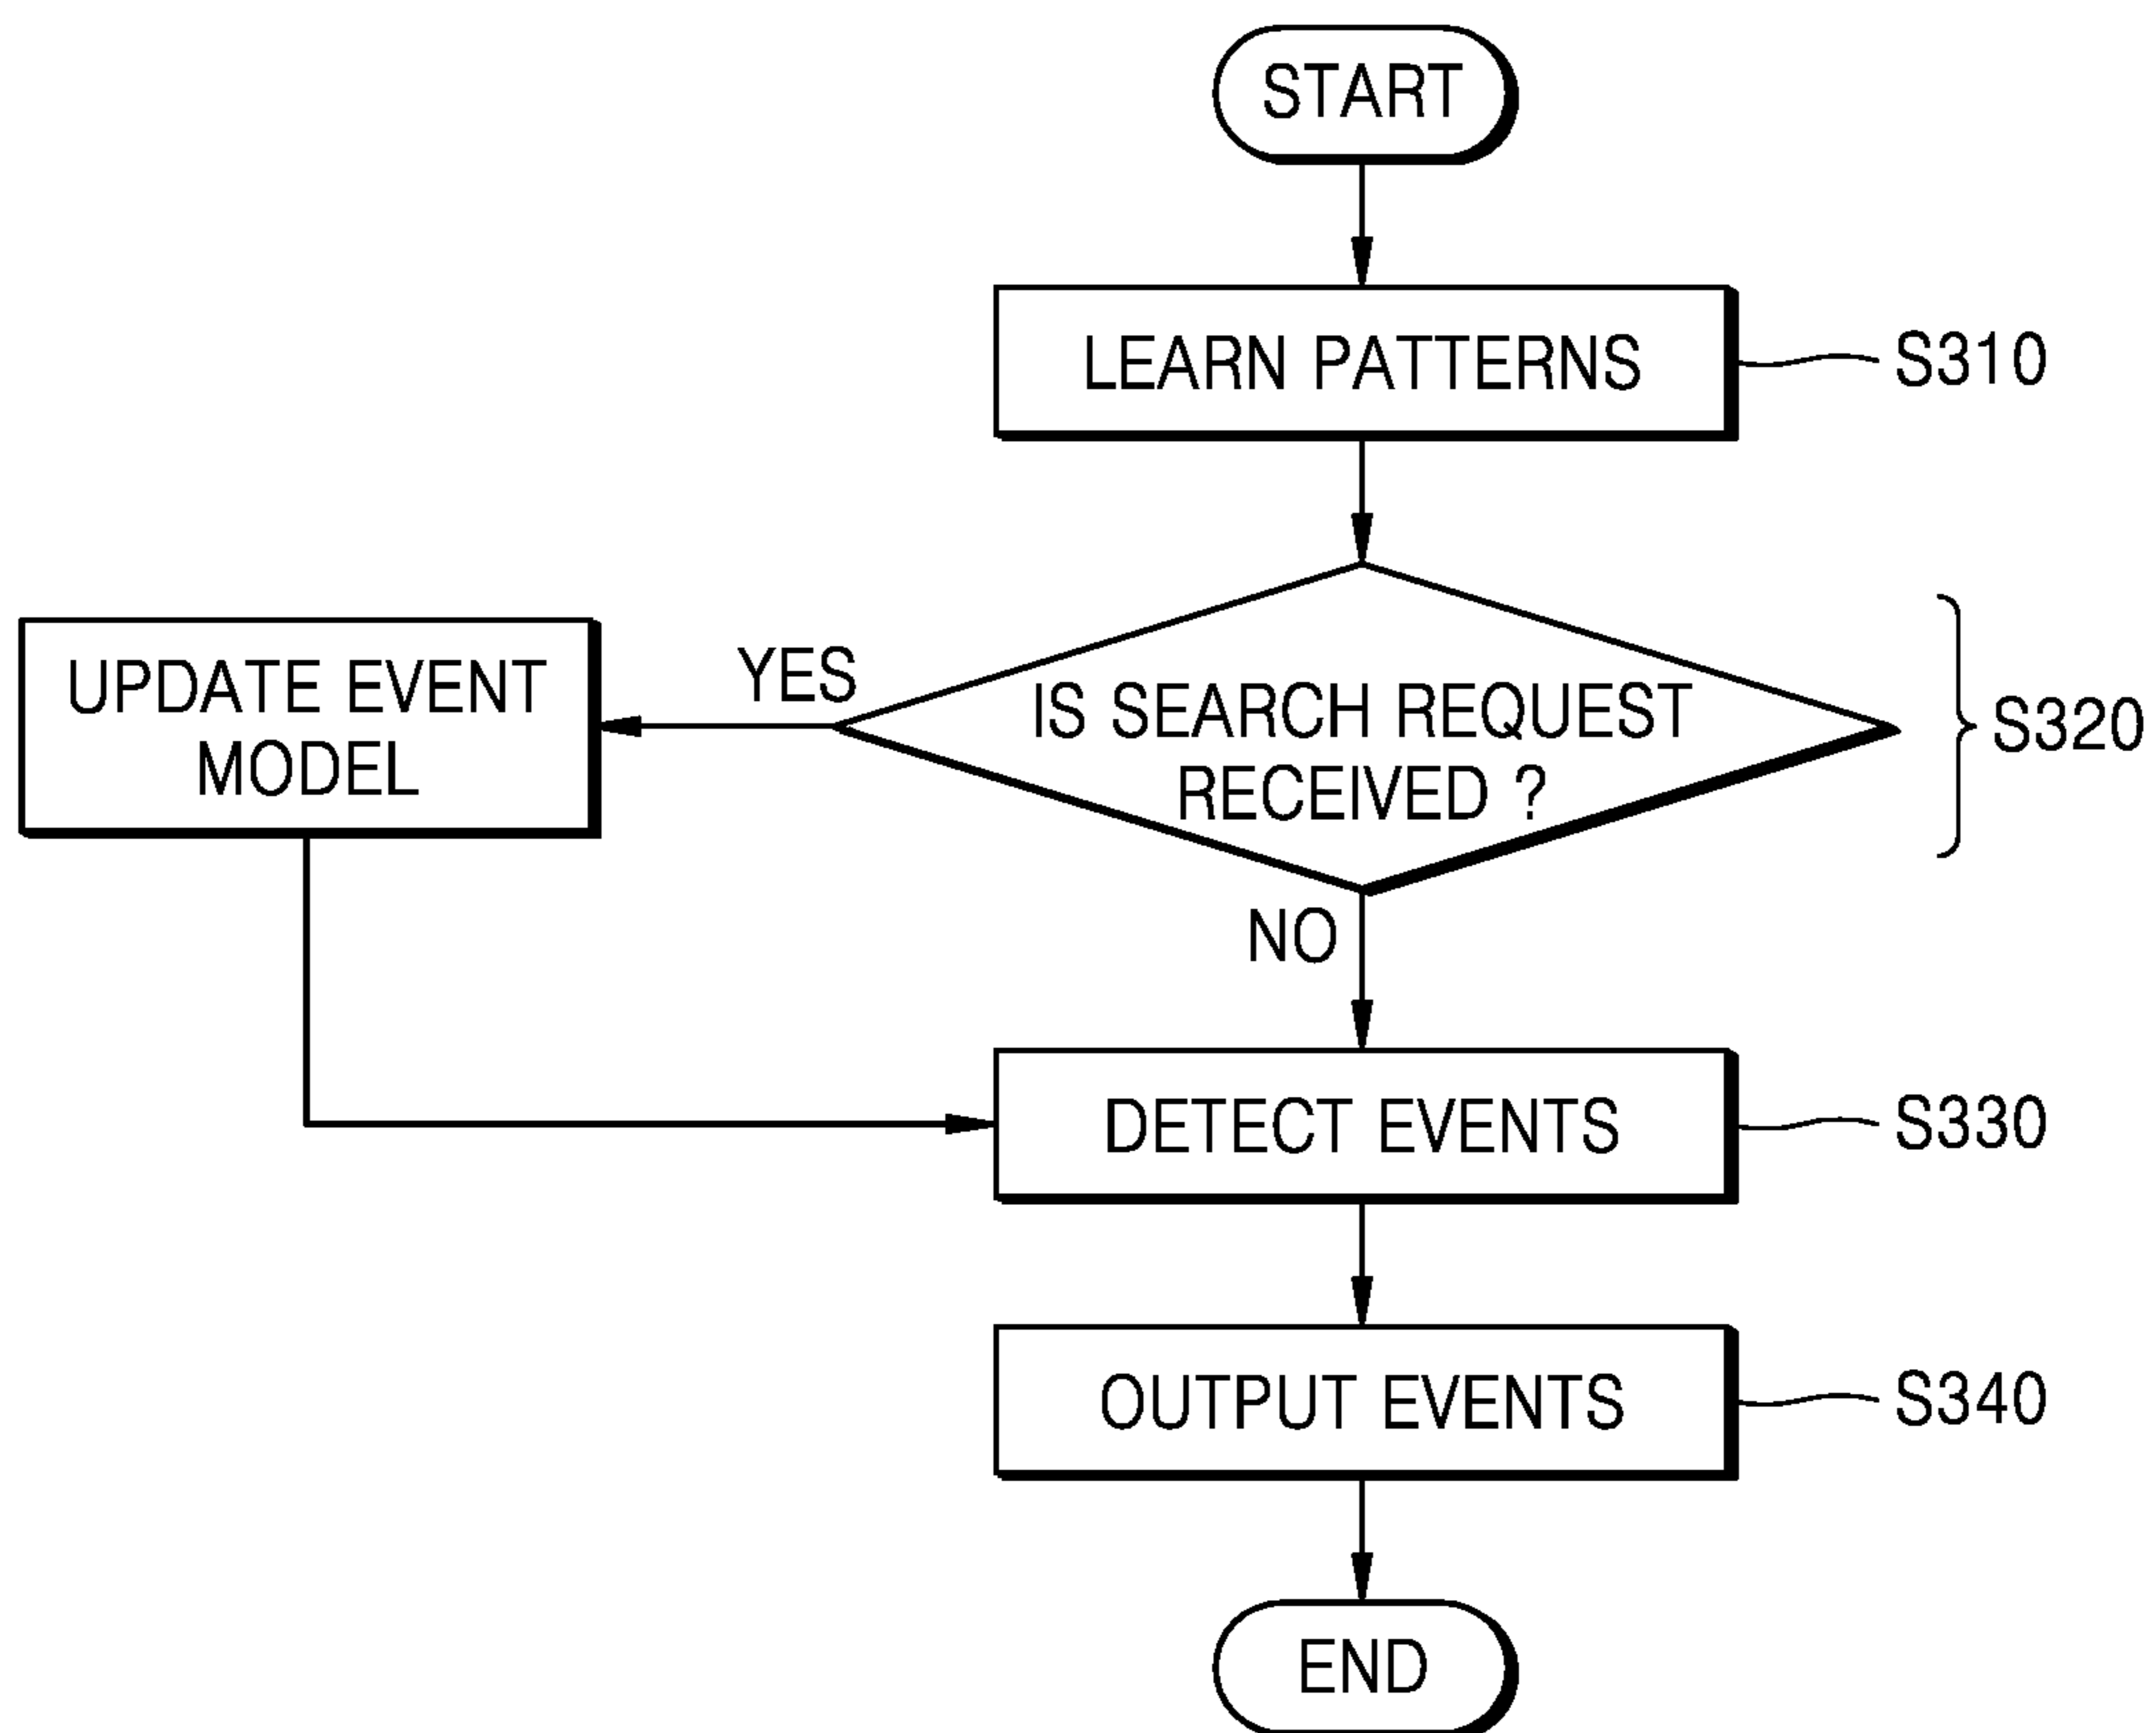 START
LEARN PATTERNS
S310
UPDATE EVENT
MODEL
YES
IS SEARCH REQUEST
RECEIVED ?
S320
NO
DETECT EVENTS
S330
OUTPUT EVENTS
S340
END